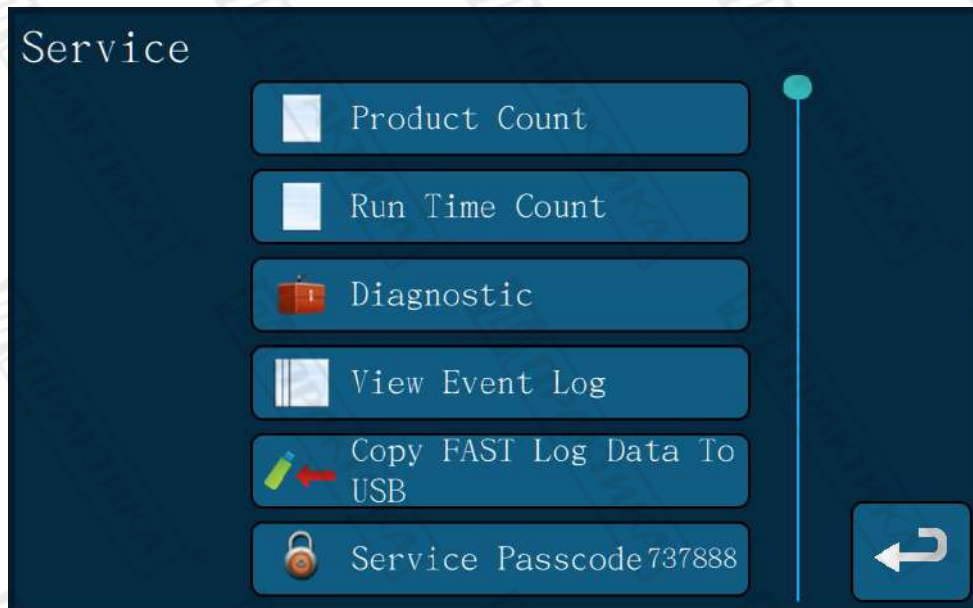 Service
Product Count
Run Time Count
Diagnostic
View Event Log
Copy FAST Log Data To
USB
Service Passcode 737888